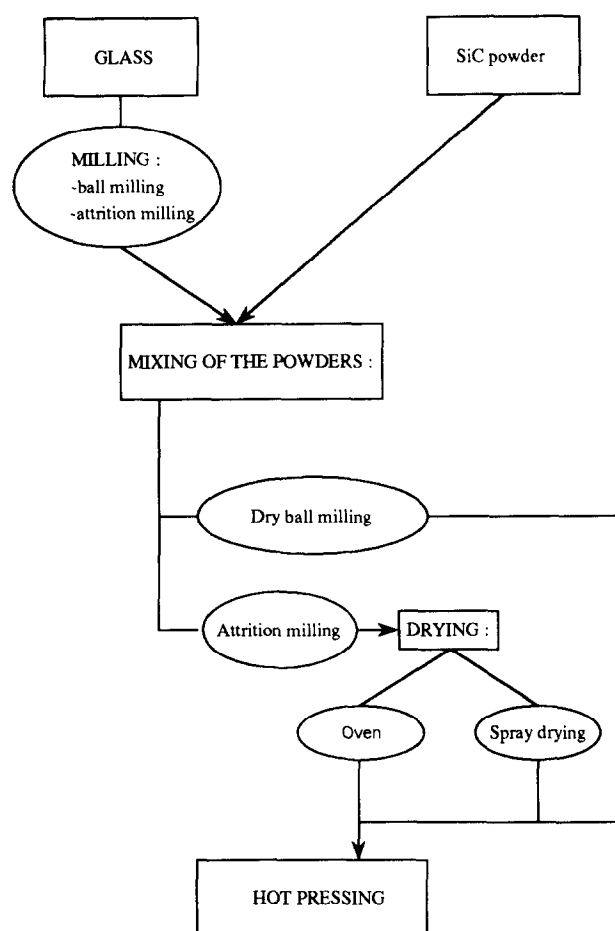 GLASS
SiC powder
MILLING :
-ball milling
-attrition milling
MIXING OF THE POWDERS :
Dry ball milling
Attrition milling
DRYING :
Oven
Spray drying
HOT PRESSING